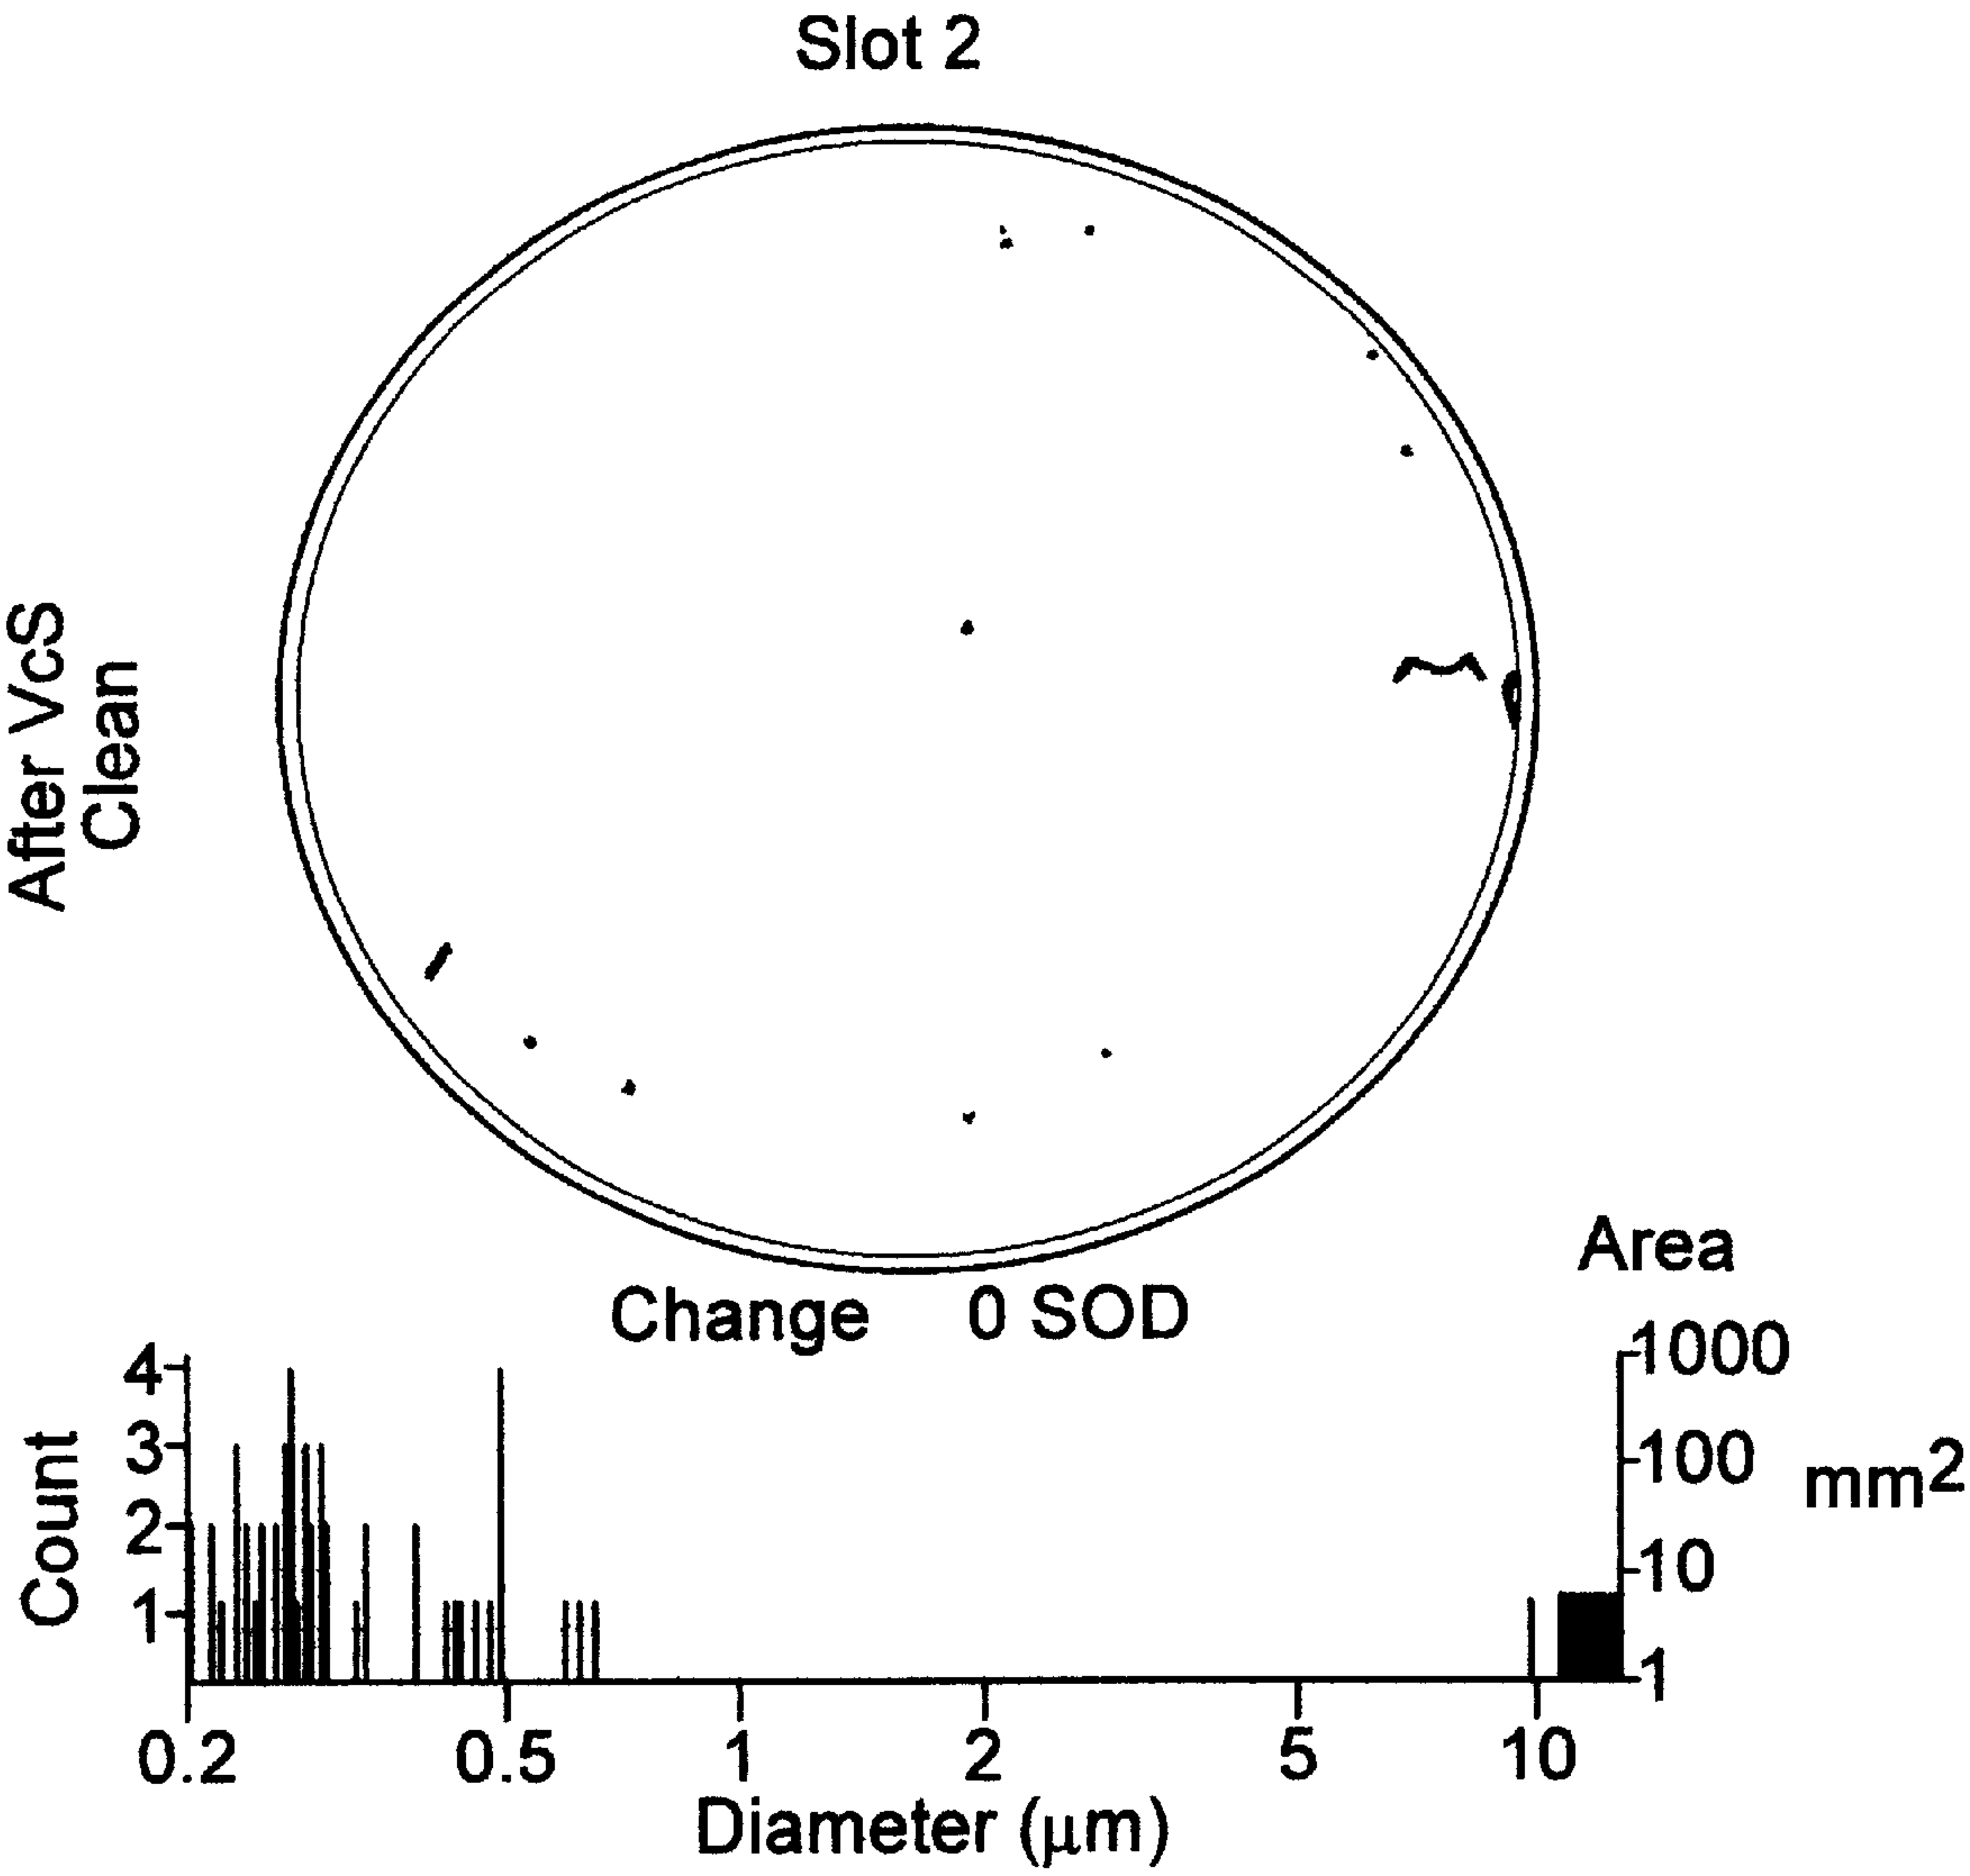 Slot 2
After VcS
Clean
Change 0 SOD
Area
4
3
2
1
Count
1000
100
10
1
mm2
0.2 0.5 1 2 5 10
Diameter (μm)